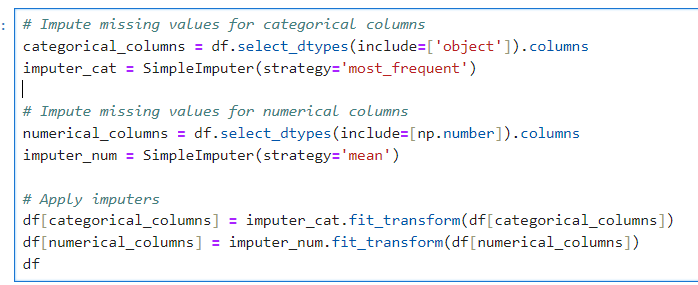 :
# Impute missing values for categorical columns
categorical_columns = df.select_dtypes(include=['object']).columns
imputer_cat = SimpleImputer(strategy='most_frequent')
# Impute missing values for numerical columns
numerical_columns = df.select_dtypes(include=[np.number]).columns
imputer_num = SimpleImputer(strategy='mean')
# Apply imputers
df[categorical_columns] = imputer_cat.fit_transform(df[categorical_columns])
df[numerical_columns] = imputer_num.fit_transform(df[numerical_columns])
df